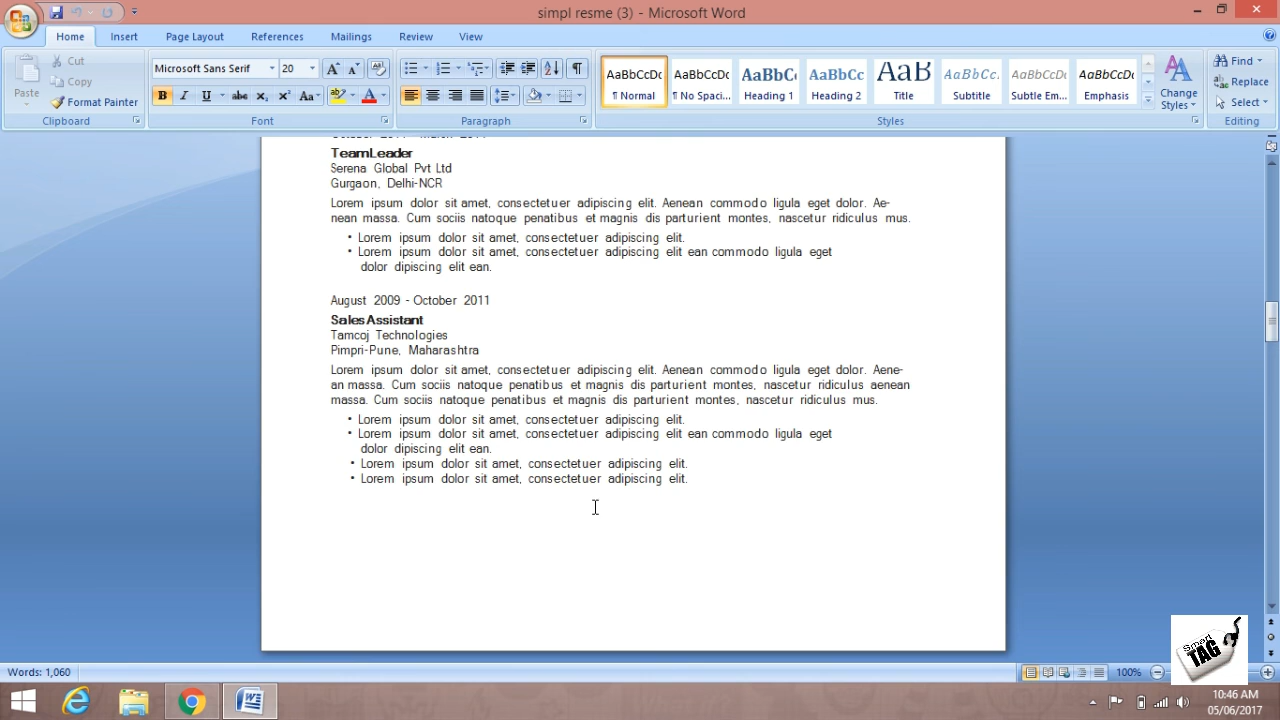 simpl resme (3) - Microsoft Word
Home Insert Page Layout References Mailings Review View
Paste
Cut
Copy
Format Painter
Clipboard
Microsoft Sans Serif 20
Font
Paragraph
AaBbCcDc AaBbCcDc AaBbC AaBbCc AaB AaBbCc. AaBbCcDc AaBbCcDc
¶ Normal ¶ No Spaci... Heading 1 Heading 2 Title Subtitle Subtle Em... Emphasis
Change Styles
Styles
Find
Replace
Select
Editing
TeamLeader
Serena Global Pvt Ltd
Gurgaon, Delhi-NCR
Lorem ipsum dolor sit amet, consectetuer adipiscing elit. Aenean commodo ligula eget dolor. Ae-
nean massa. Cum sociis natoque penatibus et magnis dis parturient montes, nascetur ridiculus mus.
• Lorem ipsum dolor sit amet, consectetuer adipiscing elit.
• Lorem ipsum dolor sit amet, consectetuer adipiscing elit ean commodo ligula eget
dolor dipiscing elit ean.
August 2009 - October 2011
Sales Assistant
Tamcoj Technologies
Pimpri-Pune, Maharashtra
Lorem ipsum dolor sit amet, consectetuer adipiscing elit. Aenean commodo ligula eget dolor. Aene-
an massa. Cum sociis natoque penatibus et magnis dis parturient montes, nascetur ridiculus aenean
massa. Cum sociis natoque penatibus et magnis dis parturient montes, nascetur ridiculus mus.
• Lorem ipsum dolor sit amet, consectetuer adipiscing elit.
• Lorem ipsum dolor sit amet, consectetuer adipiscing elit ean commodo ligula eget
dolor dipiscing elit ean.
• Lorem ipsum dolor sit amet, consectetuer adipiscing elit.
• Lorem ipsum dolor sit amet, consectetuer adipiscing elit.
Smart
TAG
Words: 1,060
100%
10:46 AM
05/06/2017